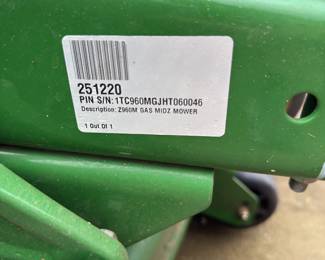 251220
PIN S/N:1TC960MGJHT060046
Description: Z960M GAS MIDZ MOWER
1 Out Of 1